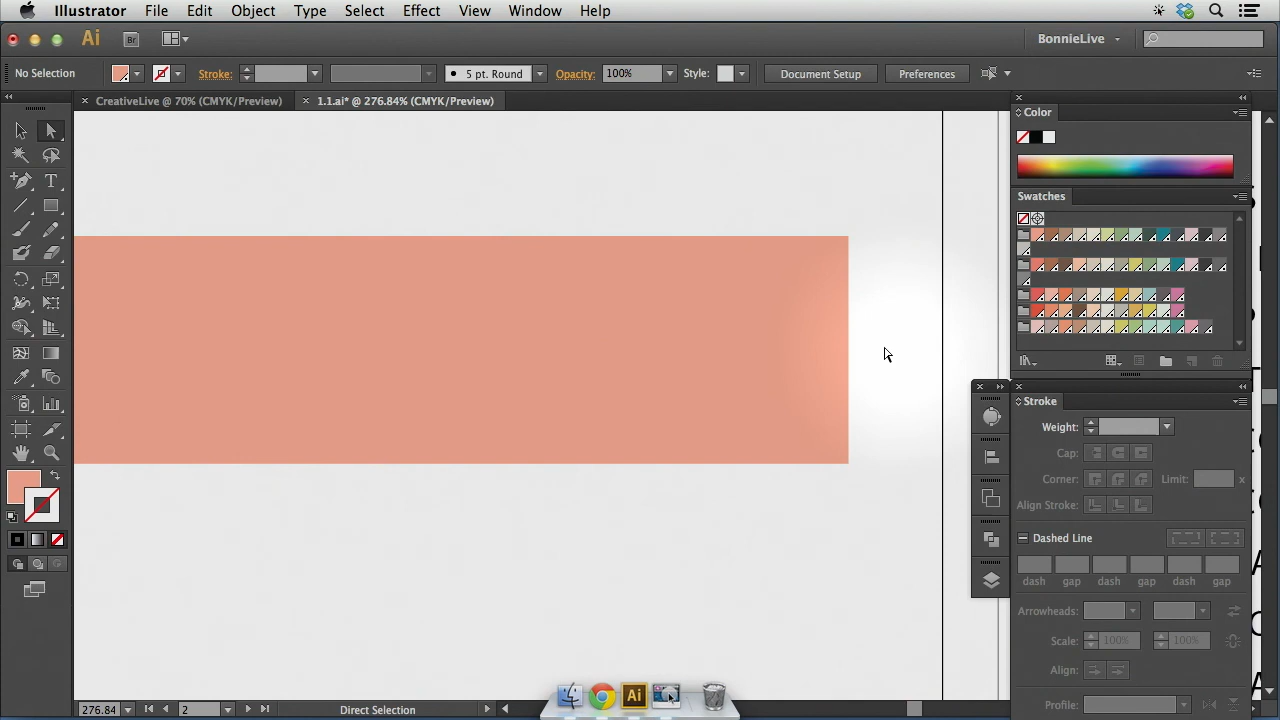 Illustrator File Edit Object Type Select Effect View Window Help
Ai Br BonnieLive
No Selection Stroke: 5 pt. Round Opacity: 100% Style: Document Setup Preferences
× CreativeLive @ 70% (CMYK/Preview) × 1.1.ai* @ 276.84% (CMYK/Preview)
Color
Swatches
Stroke
Weight:
Cap:
Corner: Limit: x
Align Stroke:
Dashed Line
dash gap dash gap dash gap
Arrowheads:
Scale: 100% 100%
Align:
Profile:
Ai
276.84 2 Direct Selection